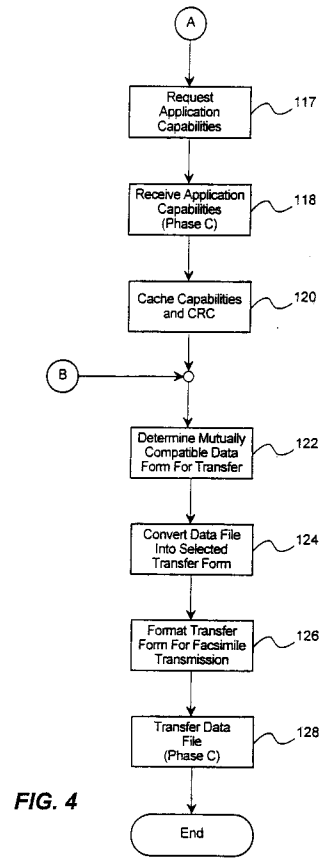 A
Request
Application
Capabilities
117
Receive Application
Capabilities
(Phase C)
118
Cache Capabilities
and CRC
120
B
Determine Mutually
Compatible Data
Form For Transfer
122
Convert Data File
Into Selected
Transfer Form
124
Format Transfer
Form For Facsimile
Transmission
126
Transfer Data
File
(Phase C)
128
FIG. 4
End